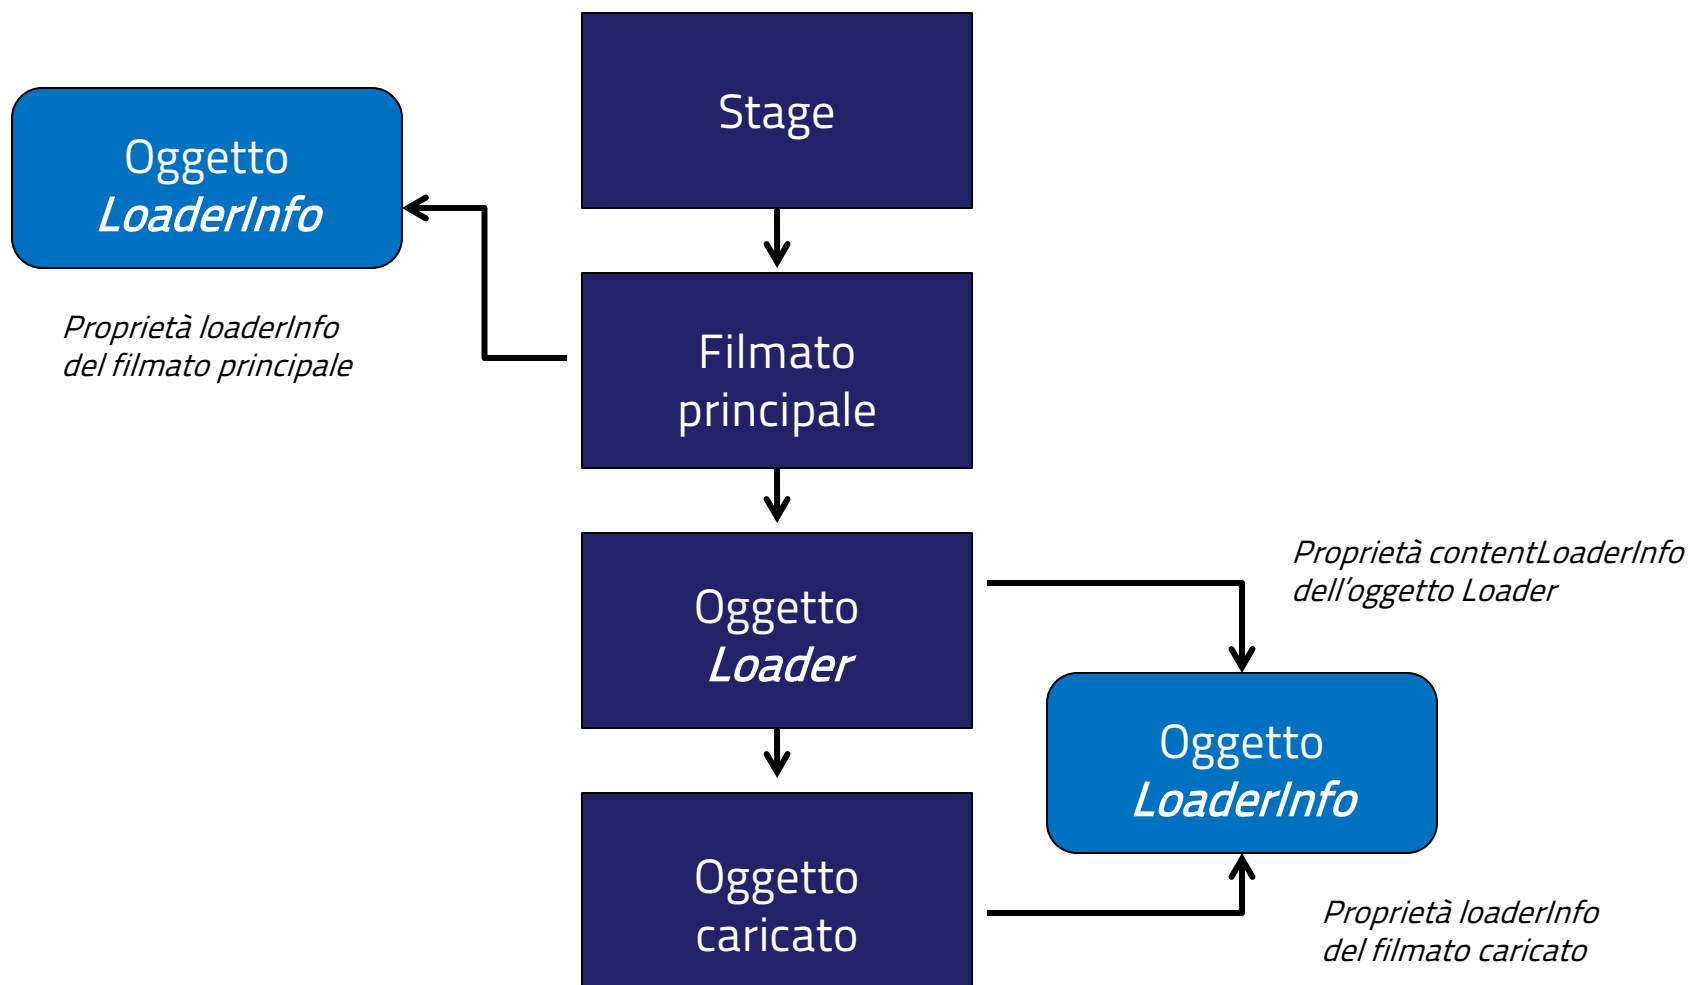 Stage
Oggetto
LoaderInfo
Proprietà loaderInfo
del filmato principale
Filmato
principale
Oggetto
Loader
Proprietà contentLoaderInfo
dell'oggetto Loader
Oggetto
LoaderInfo
Oggetto
caricato
Proprietà loaderInfo
del filmato caricato